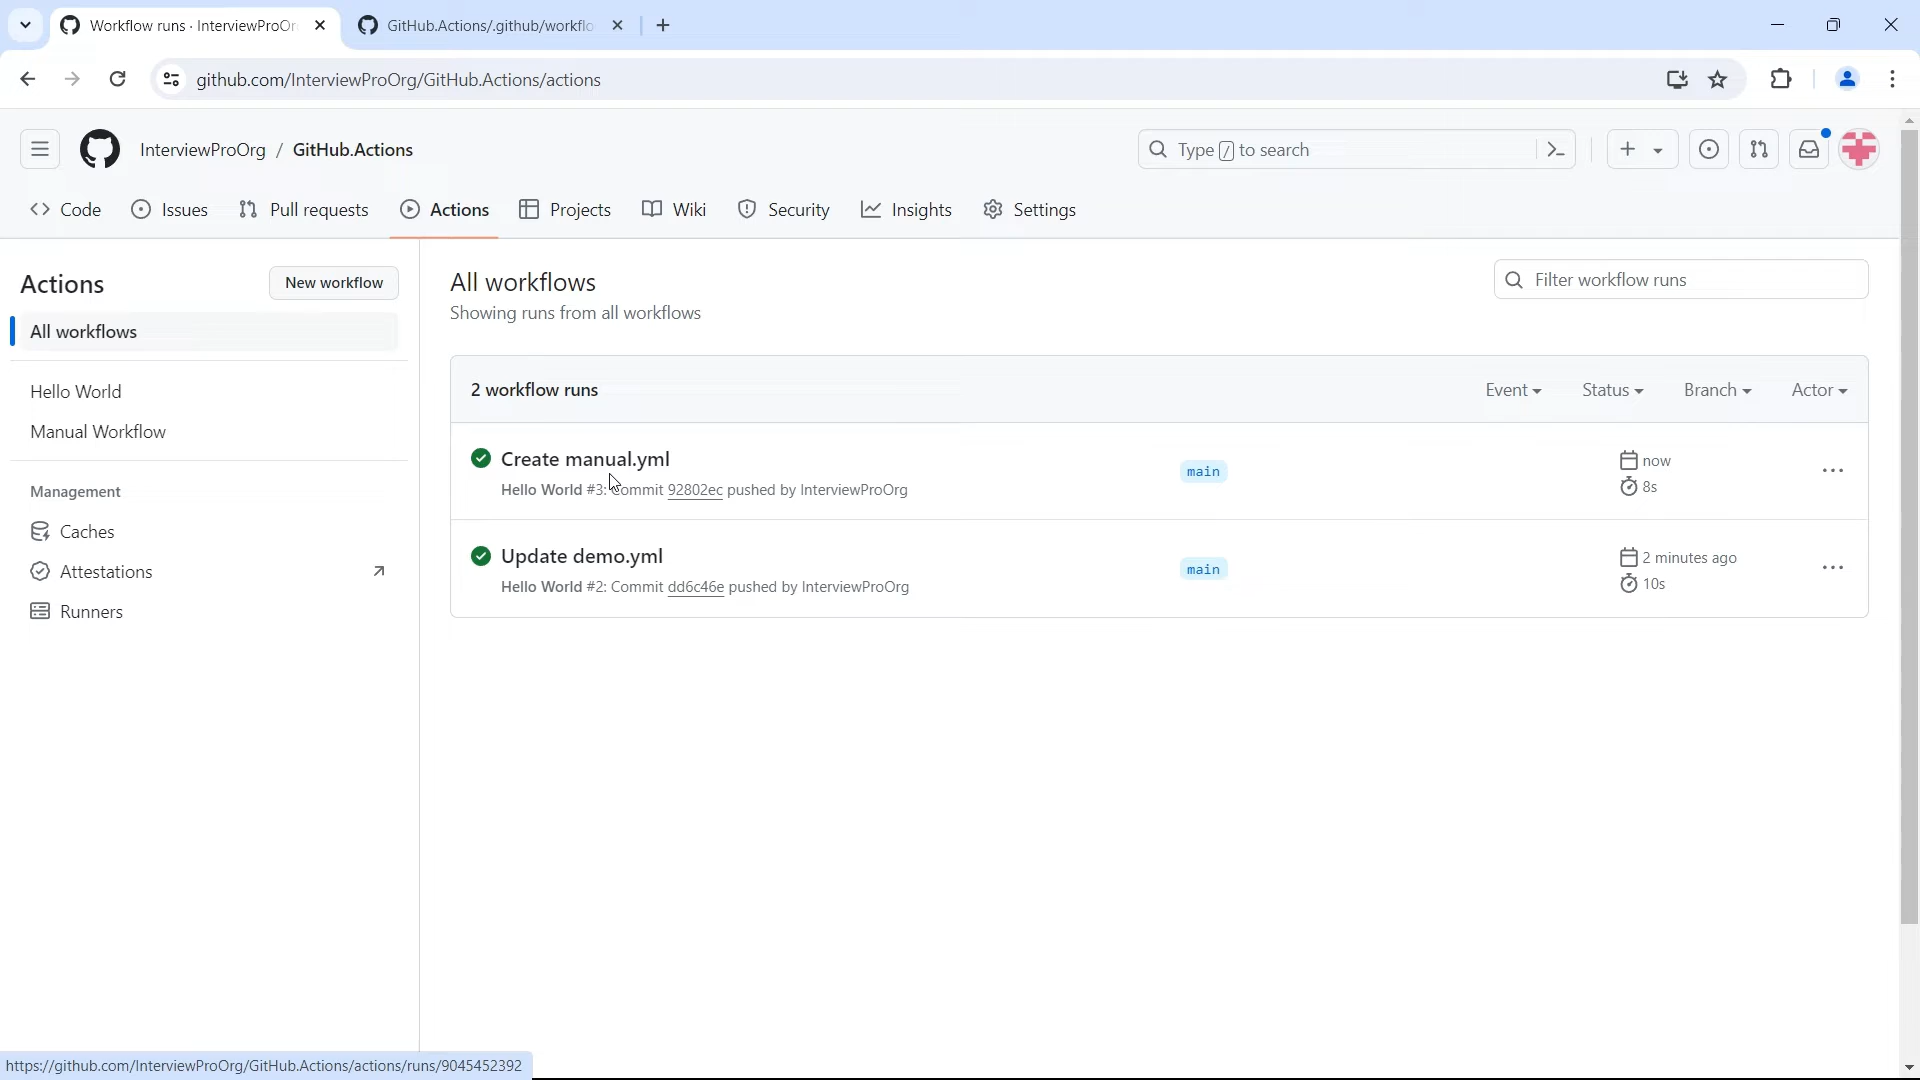 Workflow runs · InterviewProOr
GitHub.Actions/.github/workflo
github.com/InterviewProOrg/GitHub.Actions/actions
InterviewProOrg / GitHub.Actions
Type / to search
Code
Issues
Pull requests
Actions
Projects
Wiki
Security
Insights
Settings
Actions
New workflow
All workflows
Hello World
Manual Workflow
Management
Caches
Attestations
Runners
All workflows
Showing runs from all workflows
Filter workflow runs
2 workflow runs
Event
Status
Branch
Actor
Create manual.yml
Hello World #3: Commit 92802ec pushed by InterviewProOrg
main
now
8s
Update demo.yml
Hello World #2: Commit dd6c46e pushed by InterviewProOrg
main
2 minutes ago
10s
https://github.com/InterviewProOrg/GitHub.Actions/actions/runs/9045452392